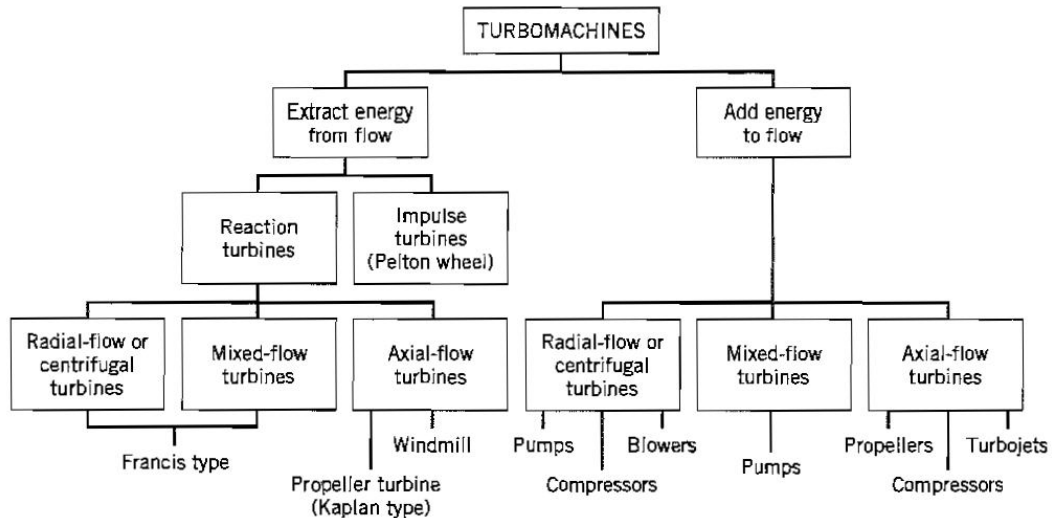 TURBOMACHINES
Extract energy
from flow
Add energy
to flow
Reaction
turbines
Impulse
turbines
(Pelton wheel)
Radial-flow or
centrifugal
turbines
Mixed-flow
turbines
Axial-flow
turbines
Radial-flow or
centrifugal
turbines
Mixed-flow
turbines
Axial-flow
turbines
Francis type
Windmill
Propeller turbine
(Kaplan type)
Pumps
Blowers
Compressors
Pumps
Propellers
Turbojets
Compressors